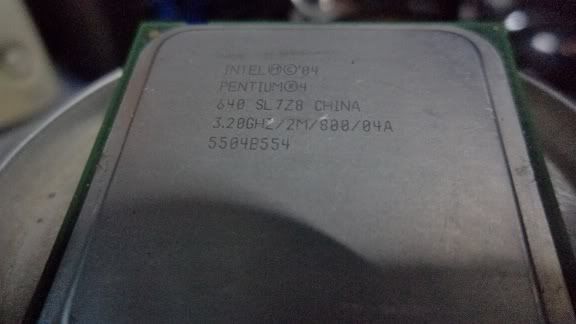 INTEL Ⓜ©'04
PENTIUM®4
640 SL7Z8 CHINA
3.20GHZ/2M/800/04A
5504B554